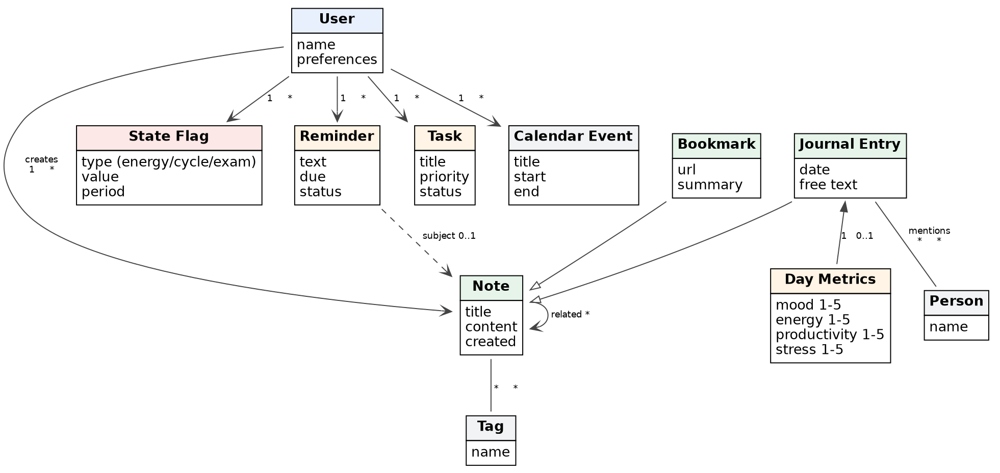 User
name
preferences
1 *
1 *
1 *
1 *
creates
1 *
State Flag
type (energy/cycle/exam)
value
period
Reminder
text
due
status
Task
title
priority
status
Calendar Event
title
start
end
Bookmark
url
summary
Journal Entry
date
free text
subject 0..1
1 0..1
mentions
* *
Note
title
content
created
related *
Day Metrics
mood 1-5
energy 1-5
productivity 1-5
stress 1-5
Person
name
* *
Tag
name